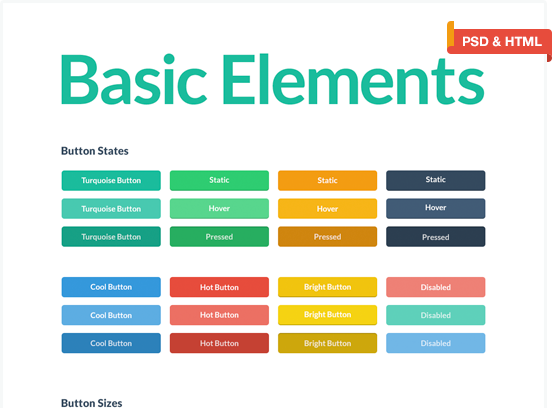 PSD & HTML
Basic Elements
Button States
Turquoise Button Static Static Static
Turquoise Button Hover Hover Hover
Turquoise Button Pressed Pressed Pressed
Cool Button Hot Button Bright Button Disabled
Cool Button Hot Button Bright Button Disabled
Cool Button Hot Button Bright Button Disabled
Button Sizes